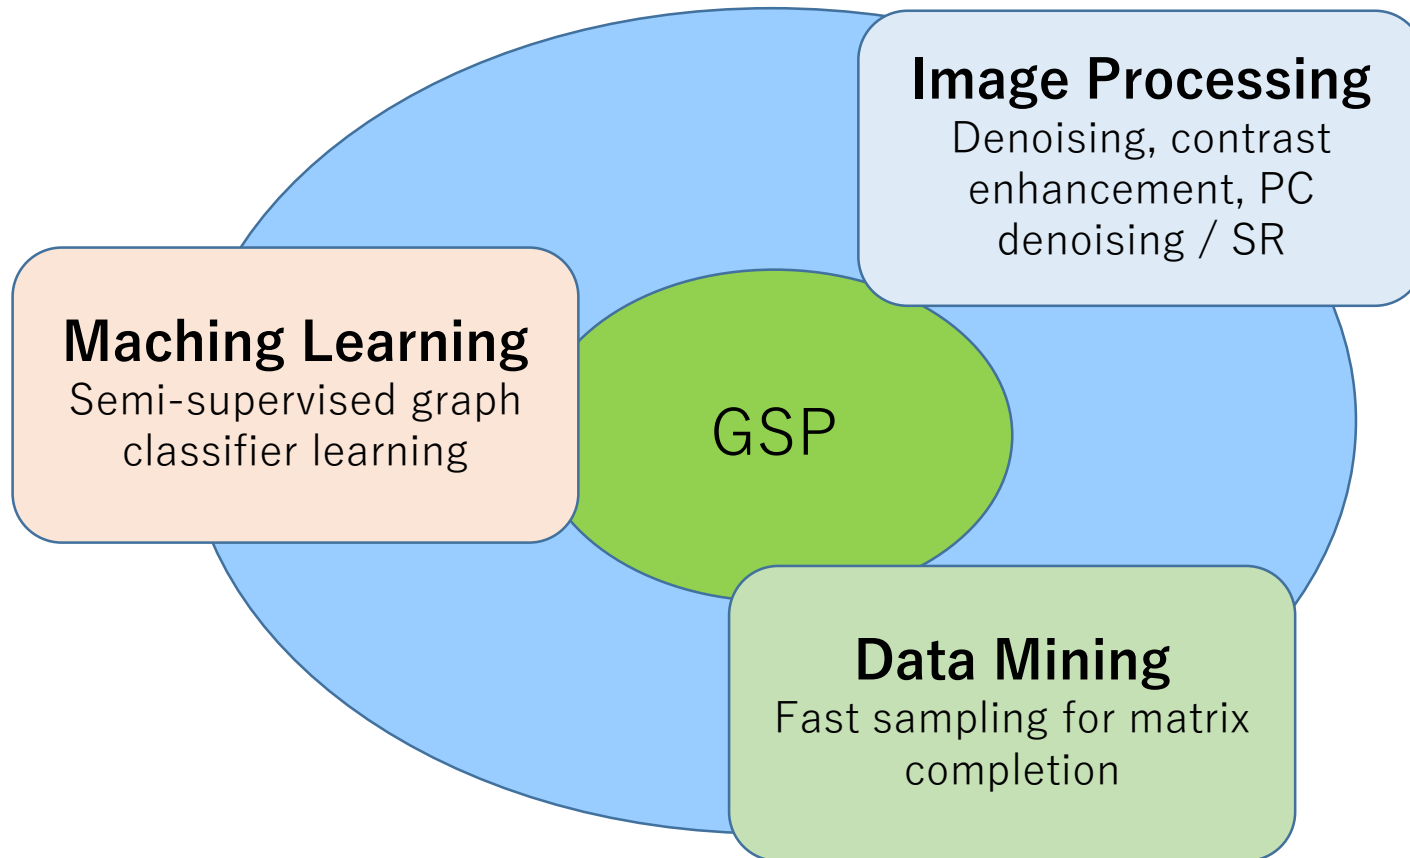 Image Processing
Denoising, contrast
enhancement, PC
denoising / SR
Maching Learning
Semi-supervised graph
classifier learning
GSP
Data Mining
Fast sampling for matrix
completion